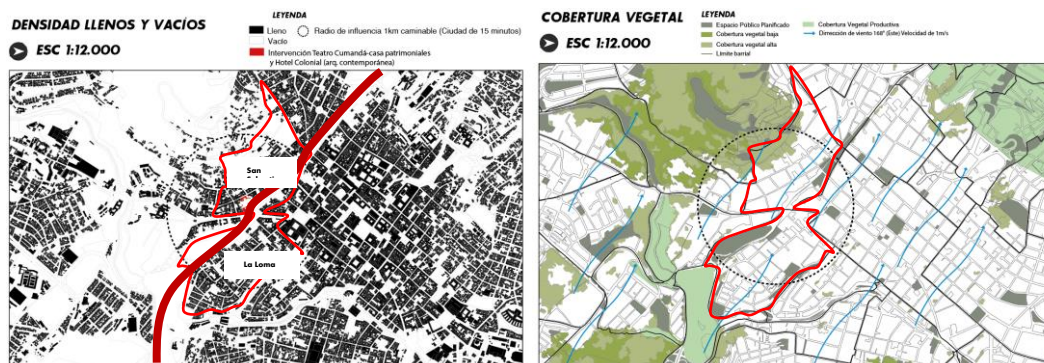 DENSIDAD LLENOS Y VACÍOS
ESC 1:12.000
LEYENDA
Lleno
Radio de influencia 1km caminable (Ciudad de 15 minutos)
Vacío
Intervención Teatro Cumandá-casa patrimoniales
y Hotel Colonial (arq. contemporánea)
San
La Loma
COBERTURA VEGETAL
ESC 1:12.000
LEYENDA
Espacio Público Planificado
Cobertura vegetal baja
Cobertura vegetal alta
Límite barrial
Cobertura Vegetal Productiva
Dirección de viento 168° (Este) Velocidad de 1m/s